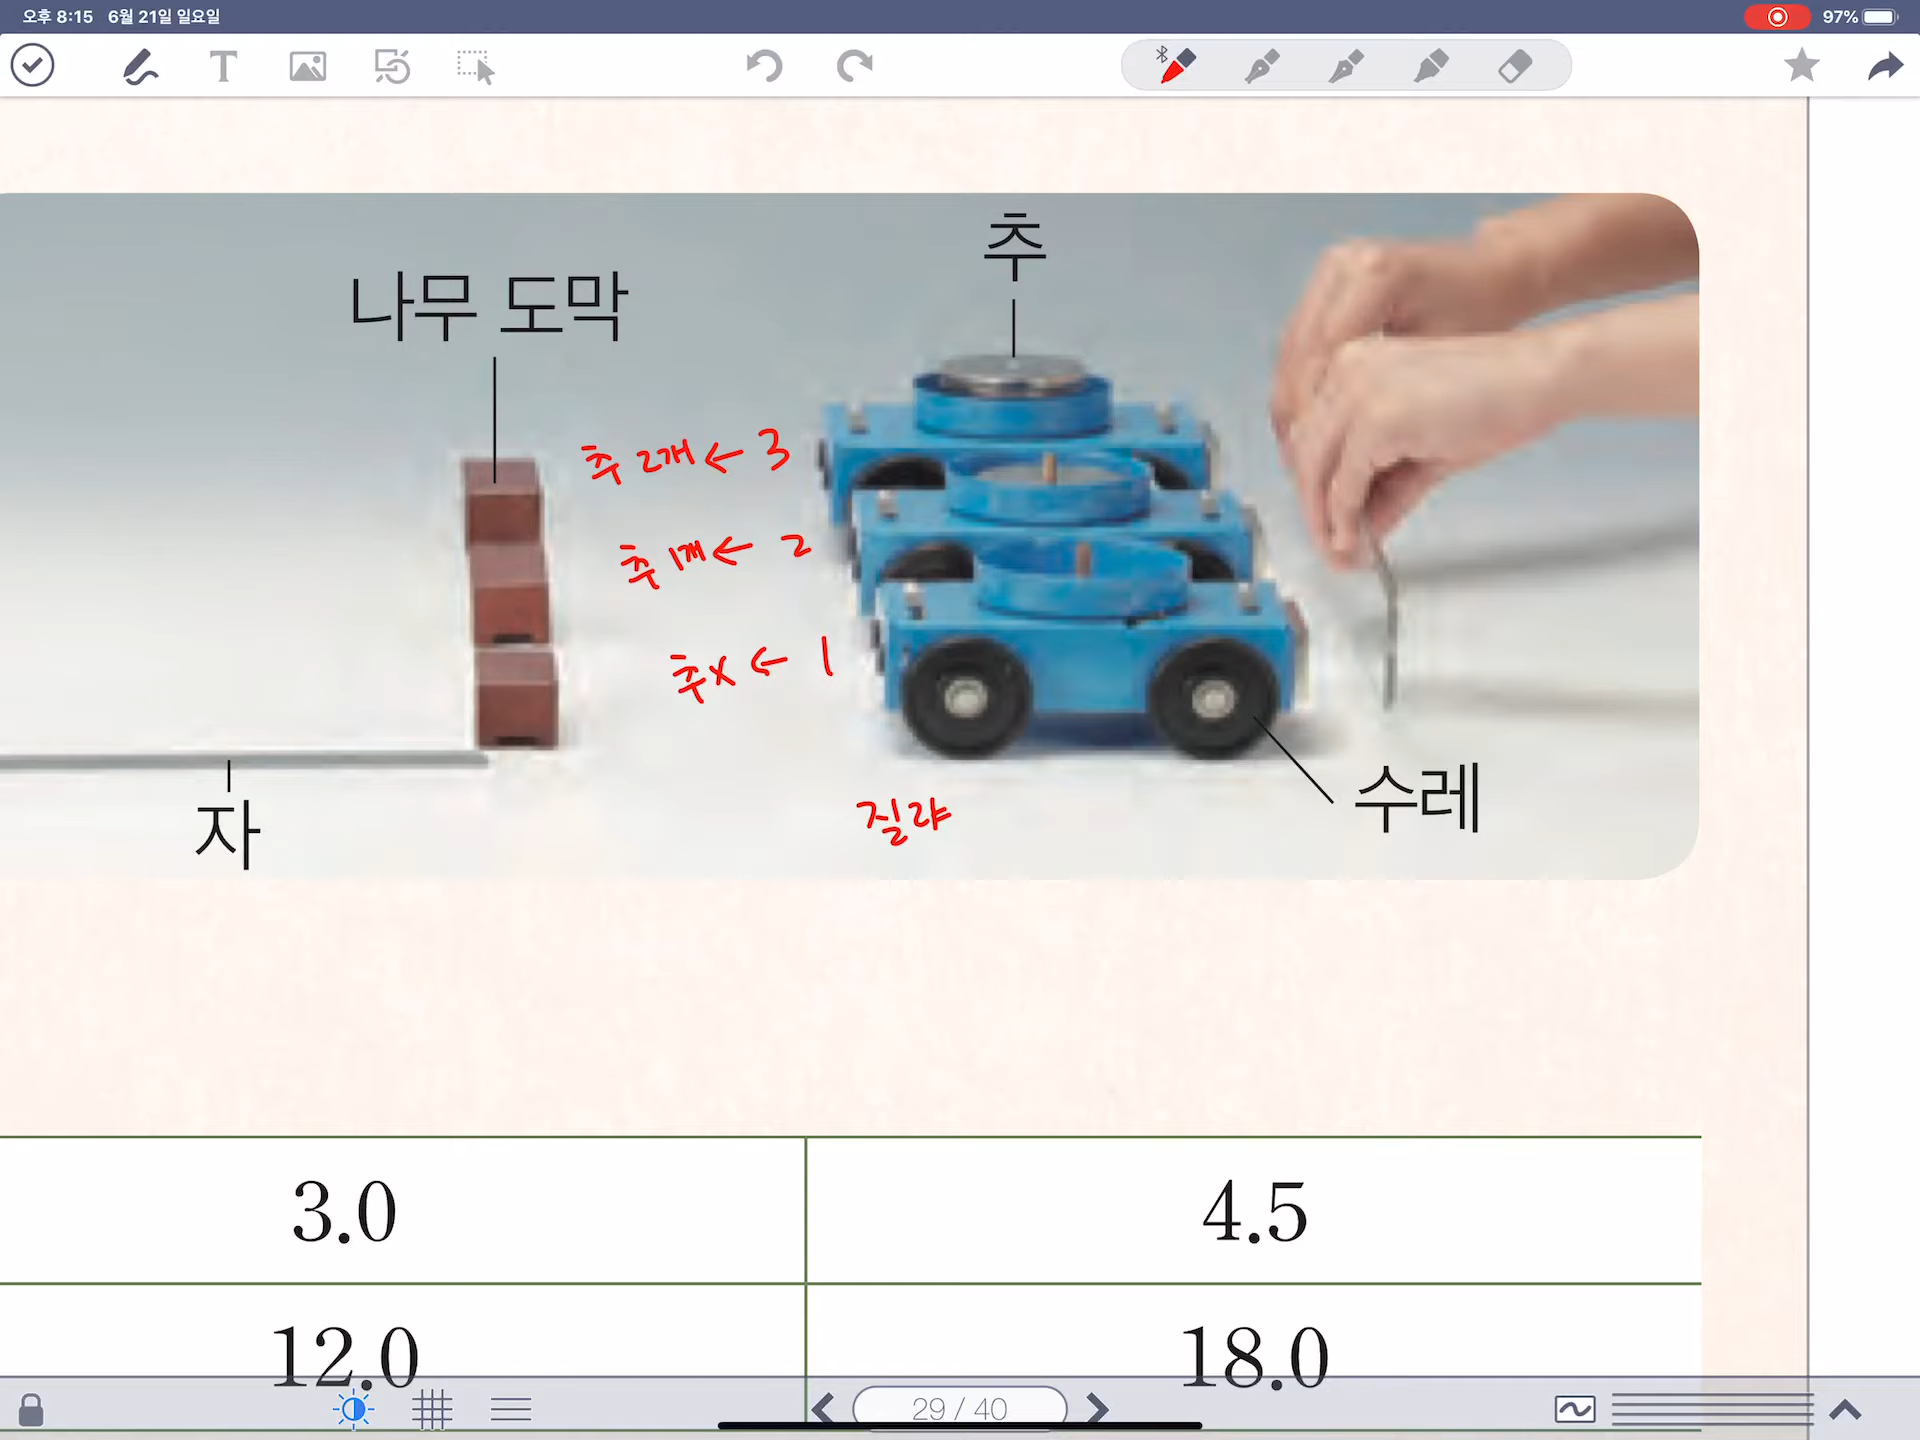 오후 8:15 6월 21일 일요일
97%
T
추
나무 도막
추 2개 ← 3
추 1개 ← 2
추X ← 1
수레
자
질랴
3.0 4.5
12.0 18.0
29 / 40